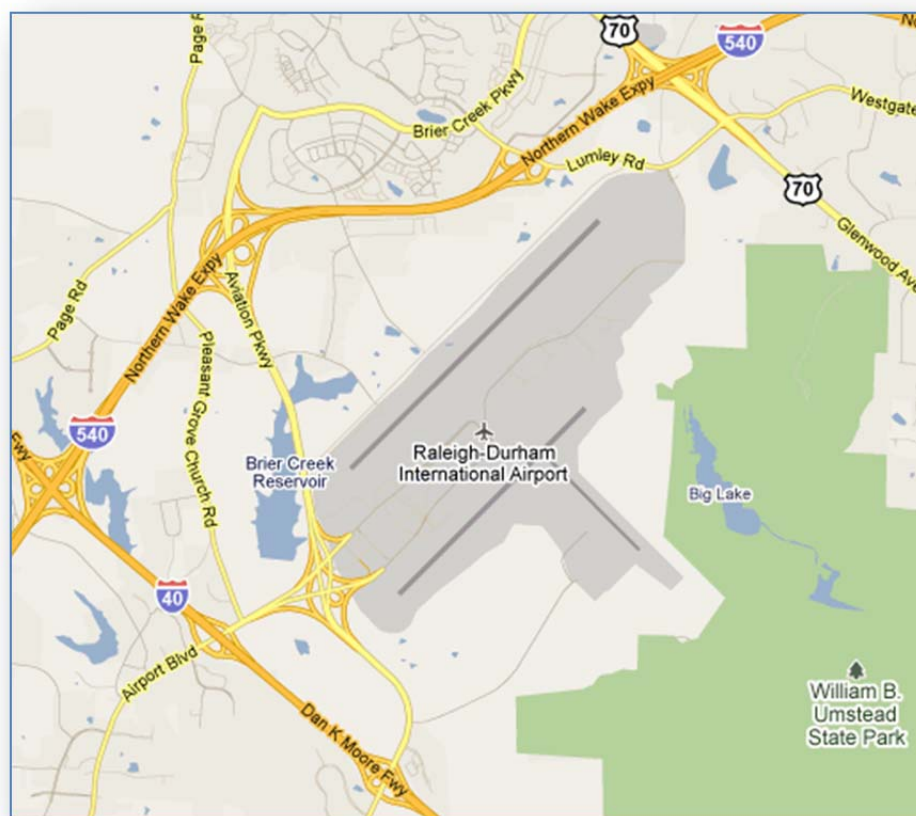 Page R
70
540
No
Brier Creek Pkwy
Northern Wake Expy
Westgate
Lumley Rd
70
Glenwood Ave
Page Rd
Northern Wake Expy
Aviation Pkwy
Pleasant Grove Church Rd
540
Fwy
Brier Creek
Reservoir
Raleigh-Durham
International Airport
Big Lake
40
Airport Blvd
Dan K Moore Fwy
William B.
Umstead
State Park